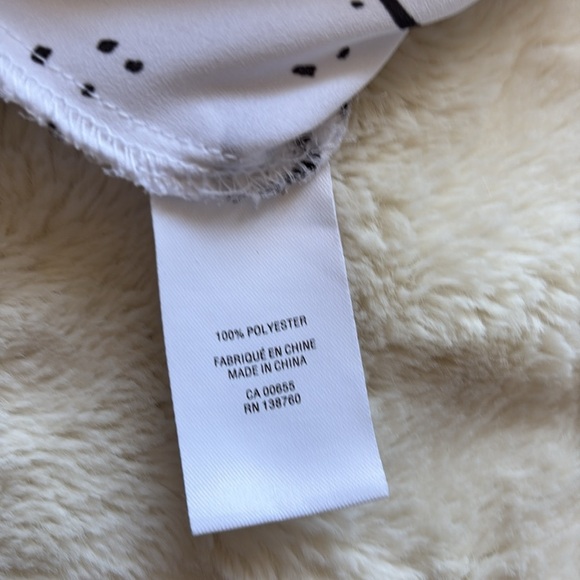 100% POLYESTER
FABRIQUÉ EN CHINE
MADE IN CHINA
CA 00655
RN 138760